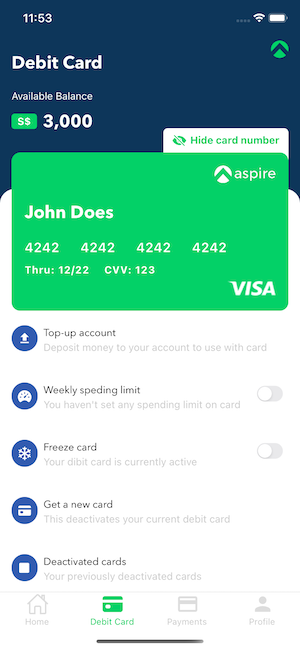 11:53
Debit Card
Available Balance
S$ 3,000
Hide card number
aspire
John Does
4242 4242 4242 4242
Thru: 12/22 CVV: 123
VISA
Top-up account
Deposit money to your account to use with card
Weekly speding limit
You haven't set any spending limit on card
Freeze card
Your dibit card is currently active
Get a new card
This deactivates your current debit card
Deactivated cards
Your previously deactivated cards
Home Debit Card Payments Profile